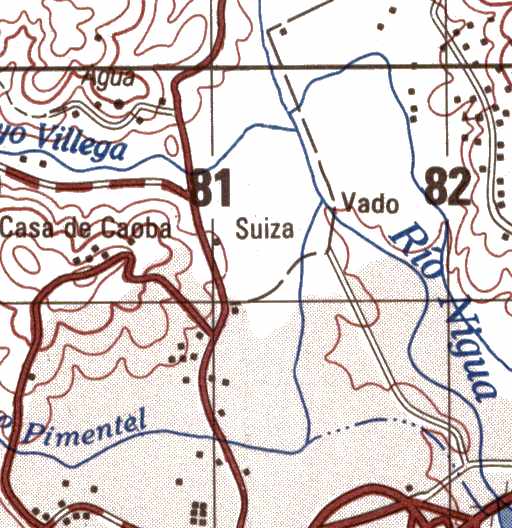 Agua
yo Villega
81
82
Vado
Casa de Caoba
Suiza
Río Nigua
o Pimentel